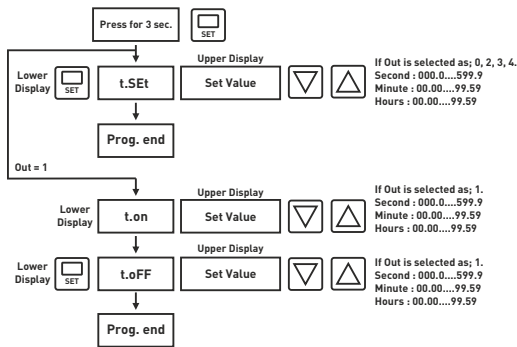 Press for 3 sec.
SET
Upper Display
If Out is selected as; 0, 2, 3, 4.
Second : 000.0....599.9
Minute : 00.00....99.59
Hours : 00.00....99.59
Lower
Display
SET
t.SEt
Set Value
Prog. end
Out = 1
Upper Display
If Out is selected as; 1.
Second : 000.0....599.9
Minute : 00.00....99.59
Hours : 00.00....99.59
Lower
Display
t.on
Set Value
Upper Display
If Out is selected as; 1.
Second : 000.0....599.9
Minute : 00.00....99.59
Hours : 00.00....99.59
Lower
Display
SET
t.oFF
Set Value
Prog. end